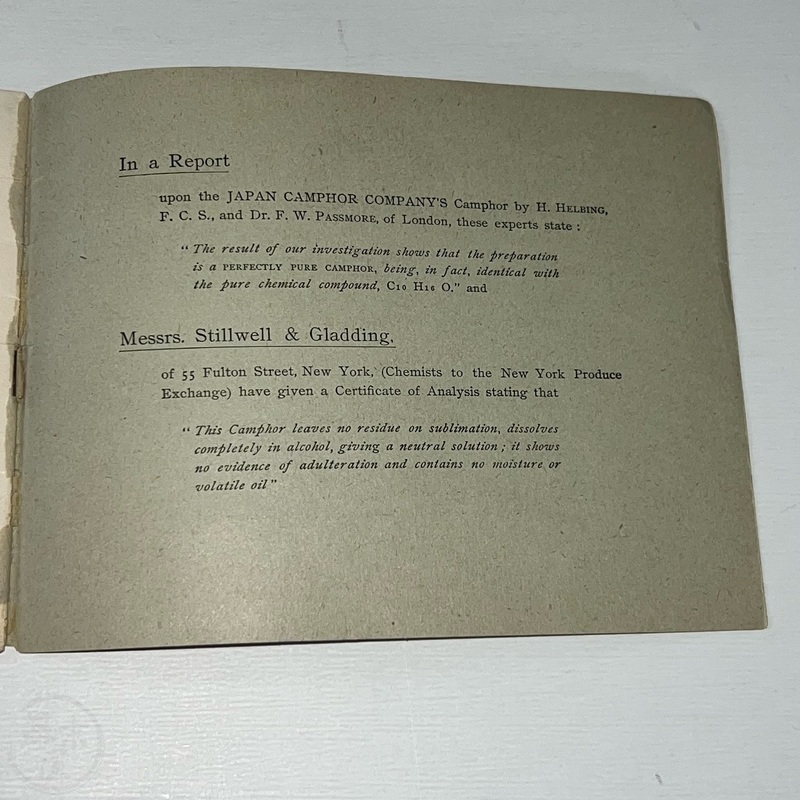 In a Report
upon the JAPAN CAMPHOR COMPANY'S Camphor by H. HELBING,
F. C. S., and Dr. F. W. PASSMORE, of London, these experts state :
" The result of our investigation shows that the preparation
is a PERFECTLY PURE CAMPHOR, being, in fact, identical with
the pure chemical compound, C10 H16 O." and
Messrs. Stillwell & Gladding,
of 55 Fulton Street, New York, (Chemists to the New York Produce
Exchange) have given a Certificate of Analysis stating that
" This Camphor leaves no residue on sublimation, dissolves
completely in alcohol, giving a neutral solution ; it shows
no evidence of adulteration and contains no moisture or
volatile oil "